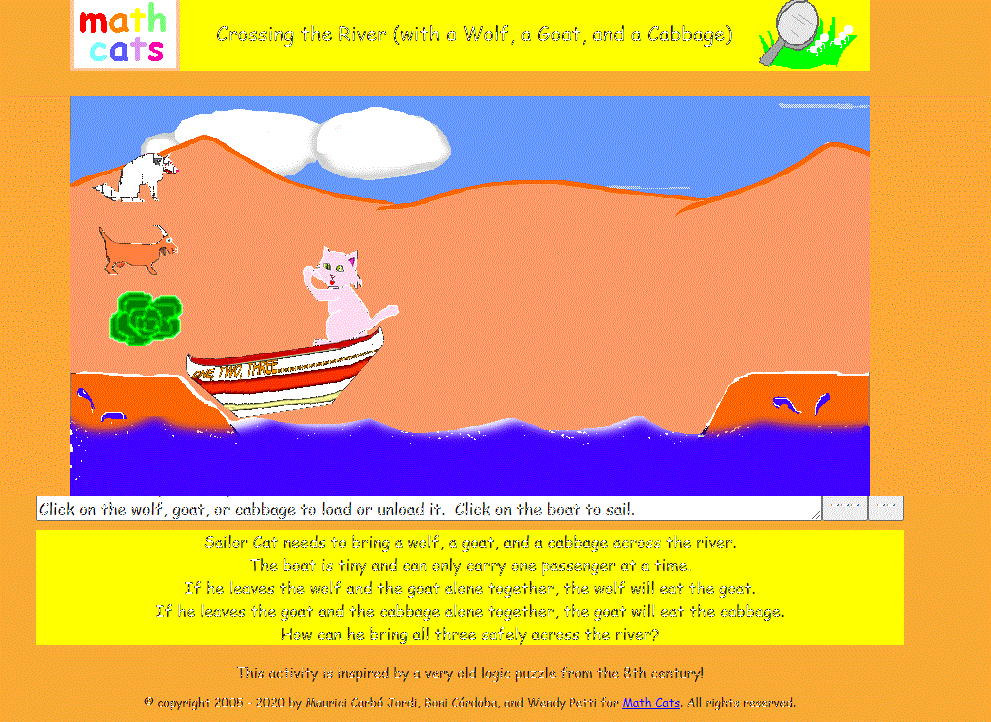 math
cats
Crossing the River (with a Wolf, a Goat, and a Cabbage)
ONE TWO THREE
Click on the wolf, goat, or cabbage to load or unload it. Click on the boat to sail.
Sailor Cat needs to bring a wolf, a goat, and a cabbage across the river.
The boat is tiny and can only carry one passenger at a time.
If he leaves the wolf and the goat alone together, the wolf will eat the goat.
If he leaves the goat and the cabbage alone together, the goat will eat the cabbage.
How can he bring all three safely across the river?
This activity is inspired by a very old logic puzzle from the 8th century!
© copyright 2005 - 2020 by Maurici Carbó Jordi, Roni Córdoba, and Wendy Petti for Math Cats. All rights reserved.